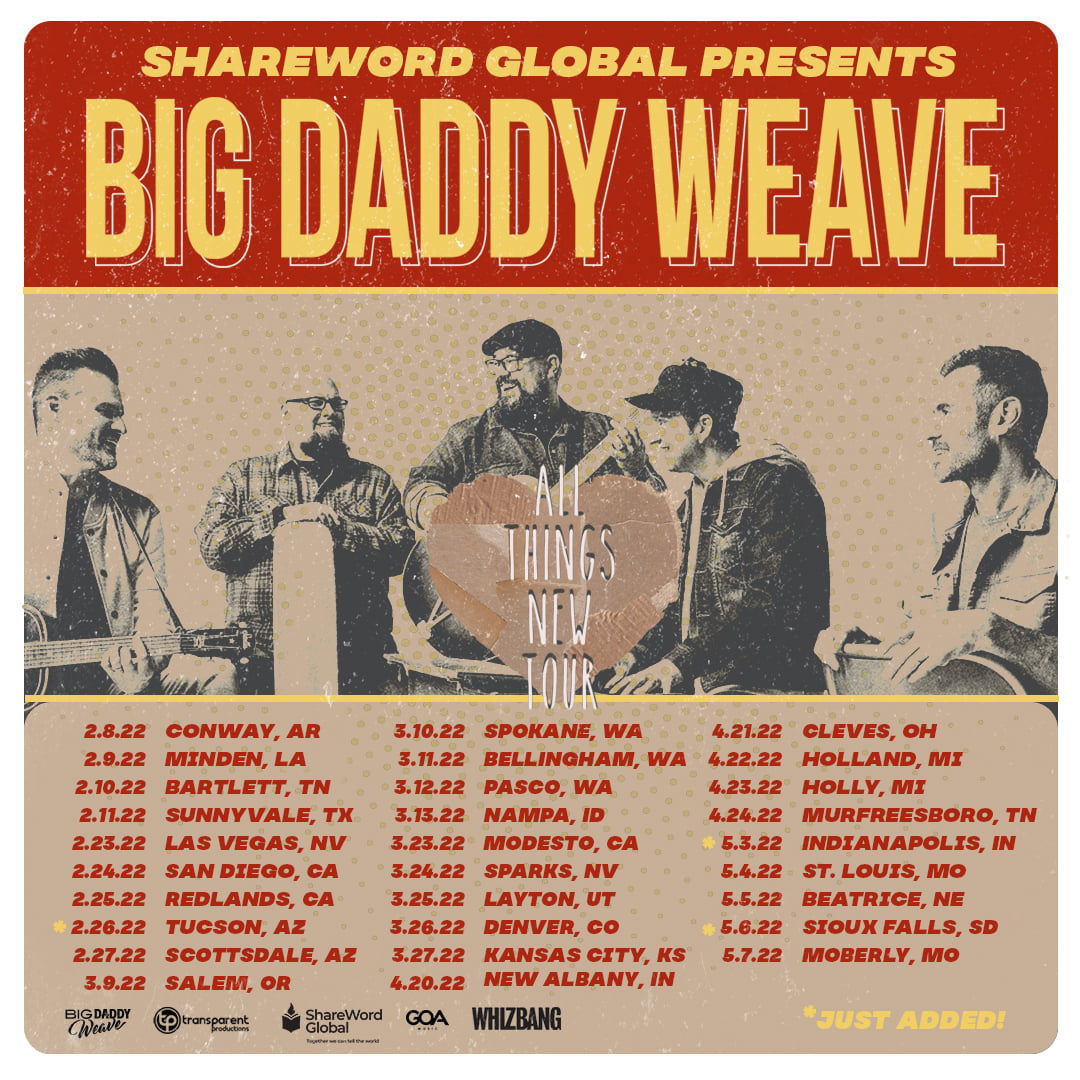 SHAREWORD GLOBAL PRESENTS
BIG DADDY WEAVE
ALL
THINGS
NEW
TOUR
2.8.22 CONWAY, AR
2.9.22 MINDEN, LA
2.10.22 BARTLETT, TN
2.11.22 SUNNYVALE, TX
2.23.22 LAS VEGAS, NV
2.24.22 SAN DIEGO, CA
2.25.22 REDLANDS, CA
*2.26.22 TUCSON, AZ
2.27.22 SCOTTSDALE, AZ
3.9.22 SALEM, OR
3.10.22 SPOKANE, WA
3.11.22 BELLINGHAM, WA
3.12.22 PASCO, WA
3.13.22 NAMPA, ID
3.23.22 MODESTO, CA
3.24.22 SPARKS, NV
3.25.22 LAYTON, UT
3.26.22 DENVER, CO
3.27.22 KANSAS CITY, KS
4.20.22 NEW ALBANY, IN
4.21.22 CLEVES, OH
4.22.22 HOLLAND, MI
4.23.22 HOLLY, MI
4.24.22 MURFREESBORO, TN
*5.3.22 INDIANAPOLIS, IN
5.4.22 ST. LOUIS, MO
5.5.22 BEATRICE, NE
*5.6.22 SIOUX FALLS, SD
5.7.22 MOBERLY, MO
BIG DADDY
Weave
tp transparent
productions
ShareWord
Global
Together we can tell the world
GOA
MUSIC
WHIZBANG
*JUST ADDED!